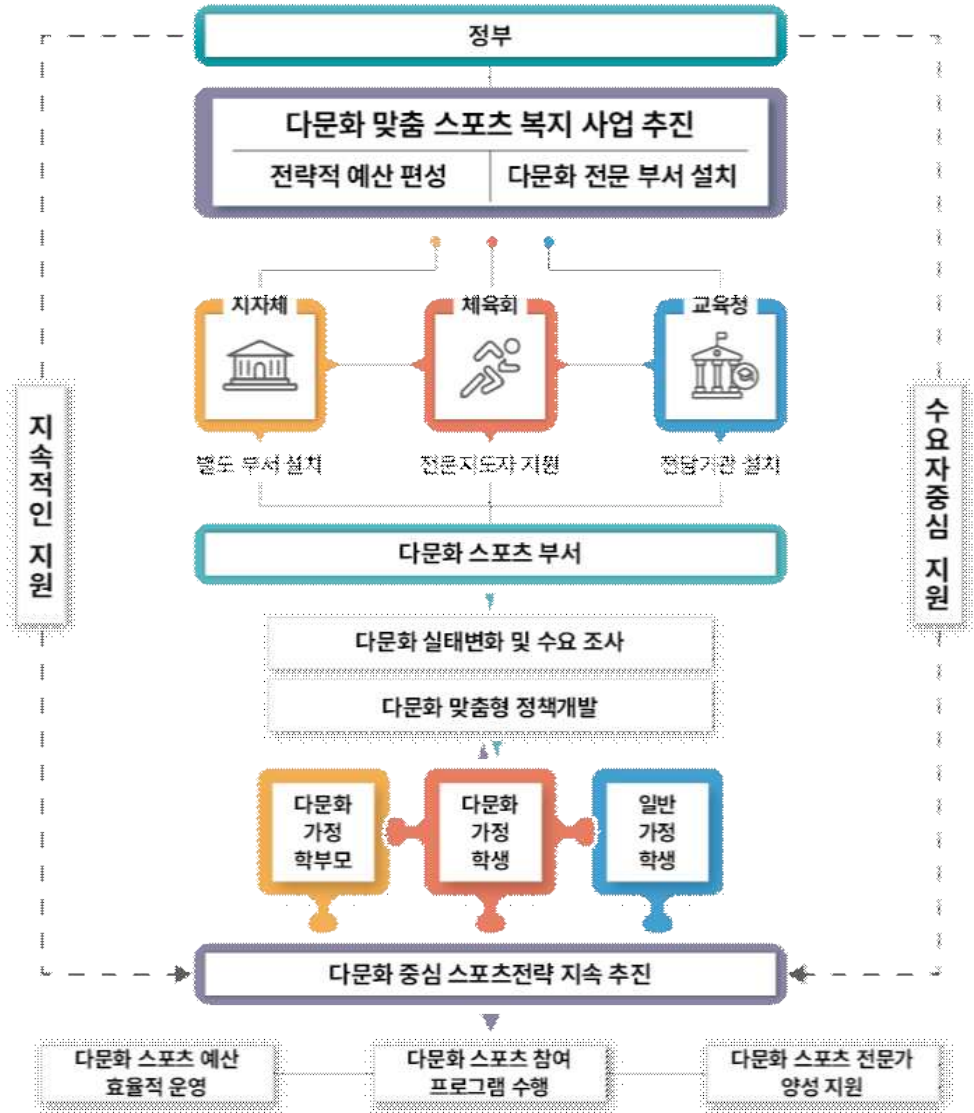 정부
다문화 맞춤 스포츠 복지 사업 추진
전략적 예산 편성
다문화 전문 부서 설치
지자체
체육회
교육청
별도 부서 설치
전문지도자 지원
전담기관 설치
지속적인 지원
수요자중심 지원
다문화 스포츠 부서
다문화 실태변화 및 수요 조사
다문화 맞춤형 정책개발
다문화
가정
학부모
다문화
가정
학생
일반
가정
학생
다문화 중심 스포츠전략 지속 추진
다문화 스포츠 예산
효율적 운영
다문화 스포츠 참여
프로그램 수행
다문화 스포츠 전문가
양성 지원